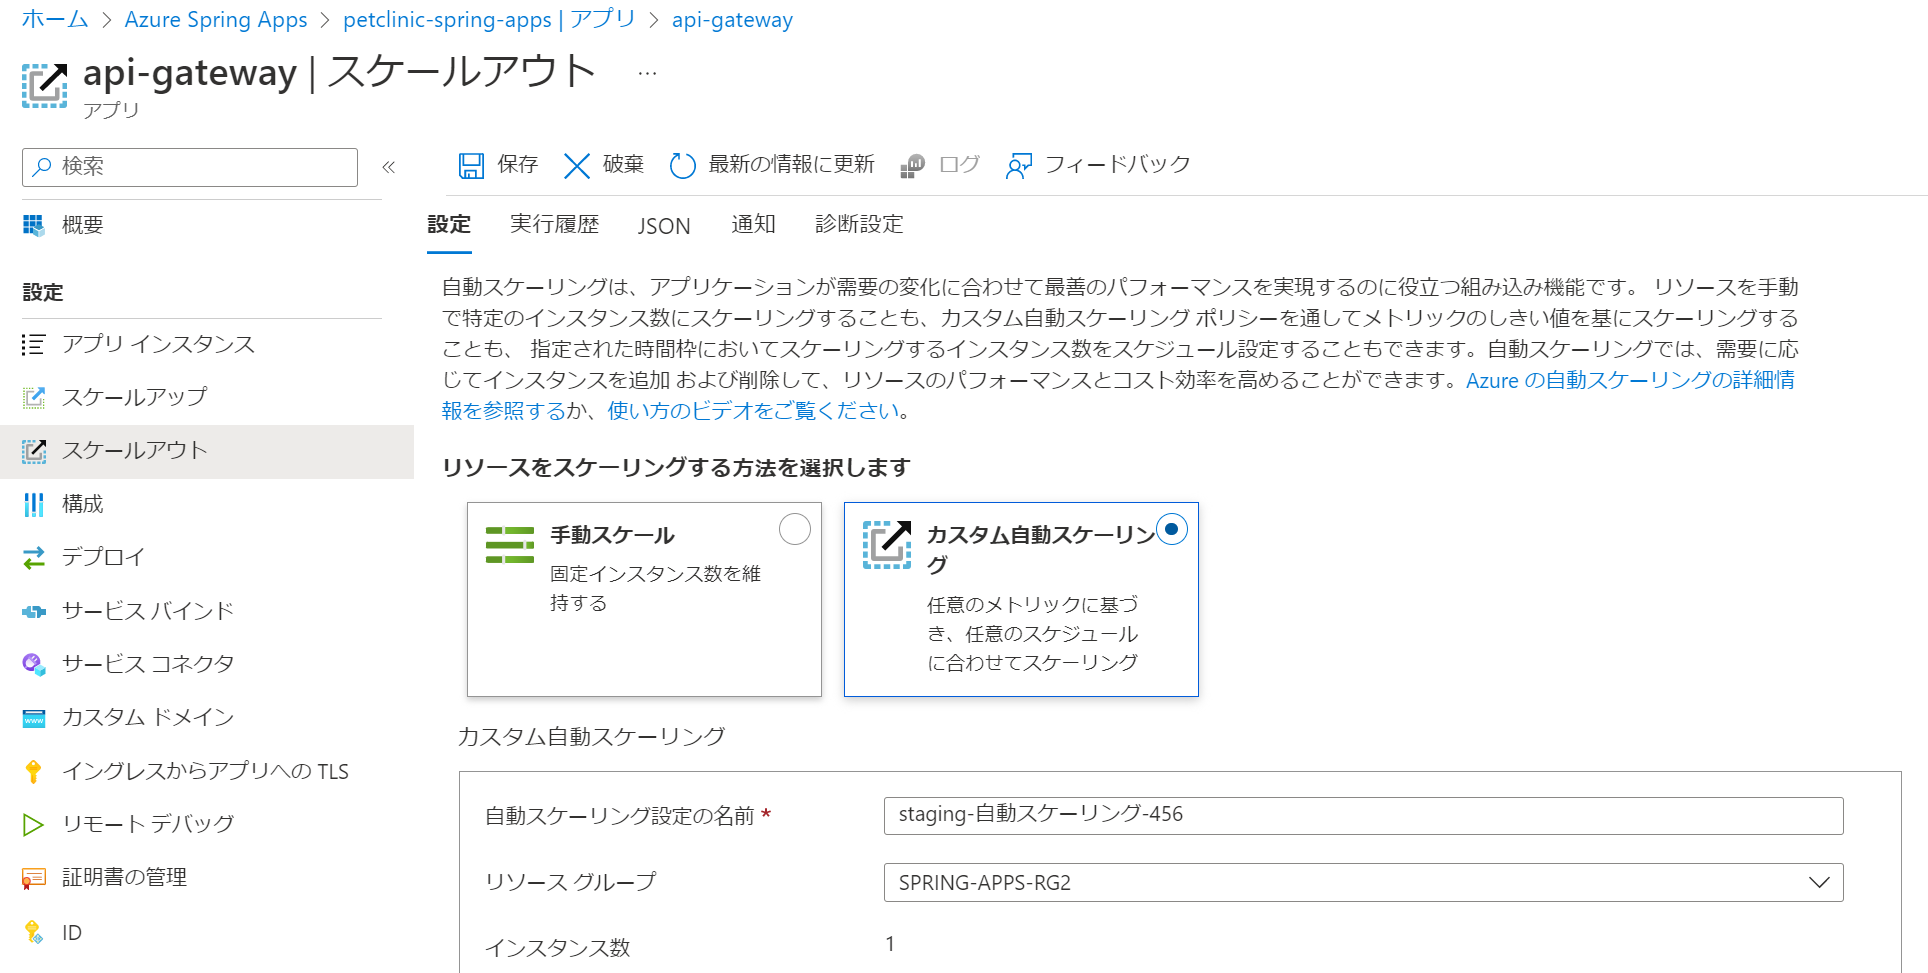 ホーム > Azure Spring Apps > petclinic-spring-apps | アプリ > api-gateway
api-gateway | スケールアウト ...
アプリ
検索 «
概要
設定
アプリ インスタンス
スケールアップ
スケールアウト
構成
デプロイ
サービス バインド
サービス コネクタ
カスタム ドメイン
イングレスからアプリへの TLS
リモート デバッグ
証明書の管理
ID
保存 破棄 最新の情報に更新 ログ フィードバック
設定 実行履歴 JSON 通知 診断設定
自動スケーリングは、アプリケーションが需要の変化に合わせて最善のパフォーマンスを実現するのに役立つ組み込み機能です。 リソースを手動
で特定のインスタンス数にスケーリングすることも、カスタム自動スケーリング ポリシーを通してメトリックのしきい値を基にスケーリングする
ことも、 指定された時間枠においてスケーリングするインスタンス数をスケジュール設定することもできます。自動スケーリングでは、需要に応
じてインスタンスを追加 および削除して、リソースのパフォーマンスとコスト効率を高めることができます。Azure の自動スケーリングの詳細情
報を参照するか、使い方のビデオをご覧ください。
リソースをスケーリングする方法を選択します
手動スケール
固定インスタンス数を維
持する
カスタム自動スケーリン
グ
任意のメトリックに基づ
き、任意のスケジュール
に合わせてスケーリング
カスタム自動スケーリング
自動スケーリング設定の名前 * staging-自動スケーリング-456
リソース グループ SPRING-APPS-RG2
インスタンス数 1